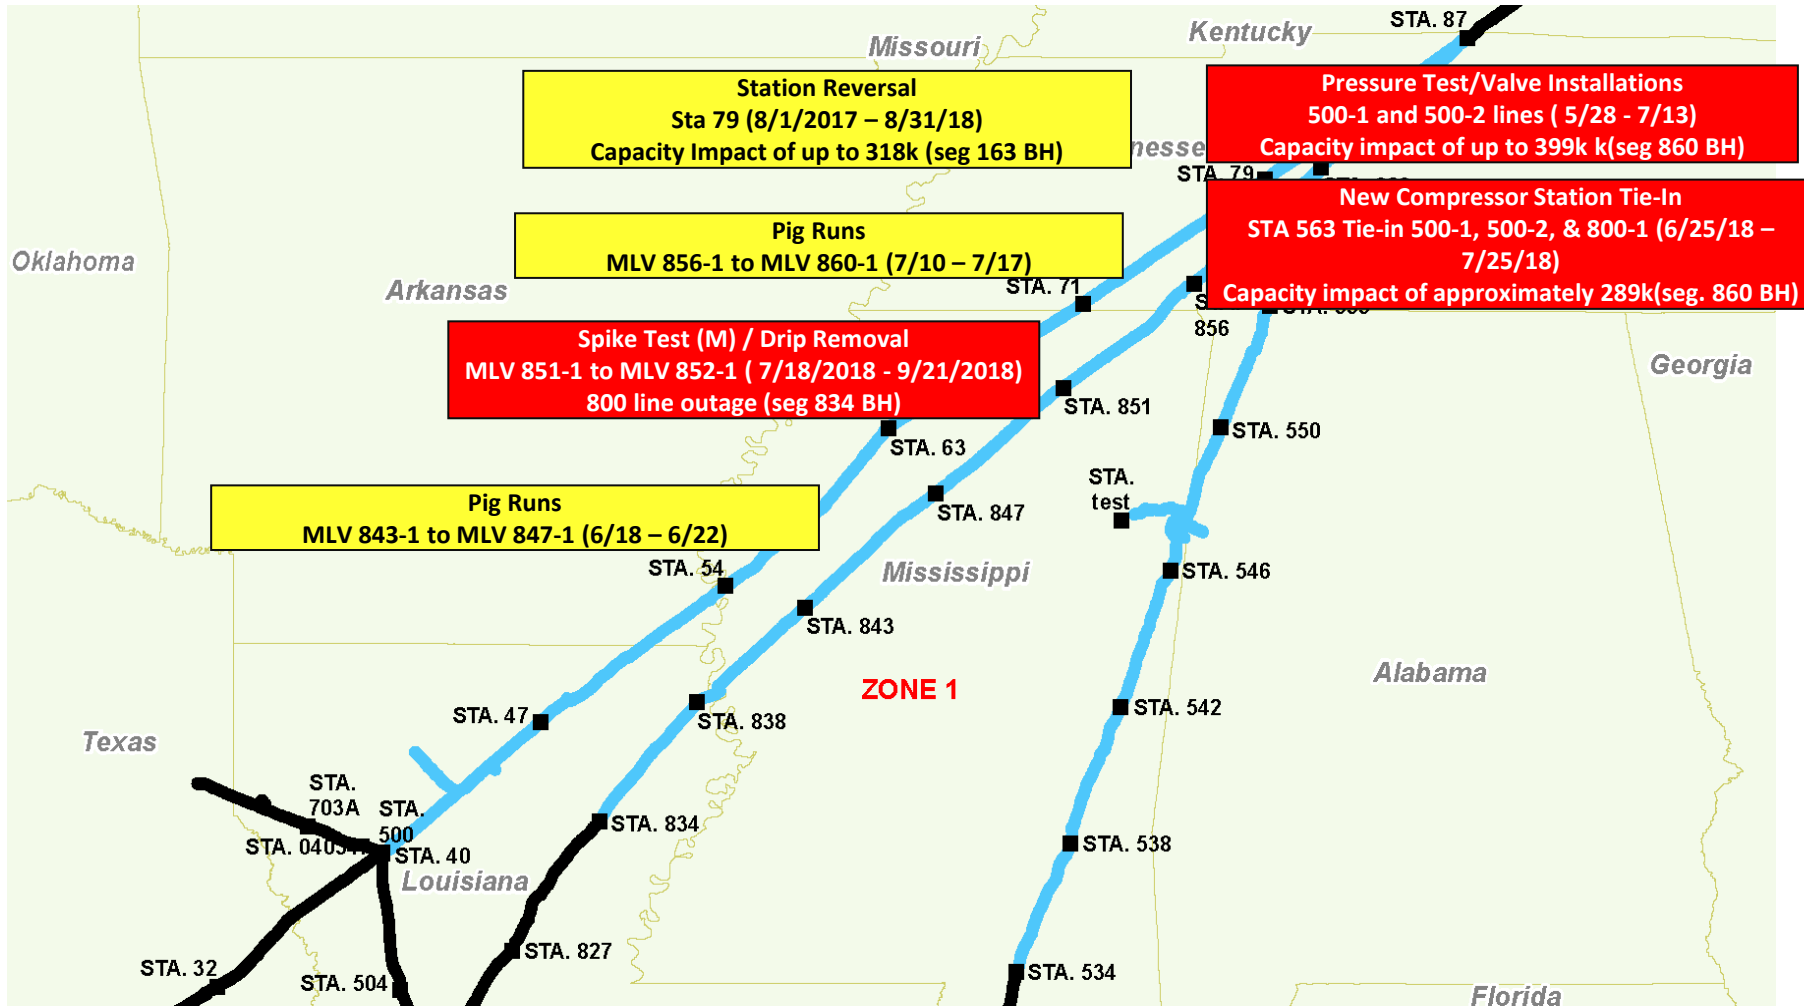 STA. 87
Missouri
Kentucky
Station Reversal
Sta 79 (8/1/2017 – 8/31/18)
Capacity Impact of up to 318k (seg 163 BH)
Pressure Test/Valve Installations
500-1 and 500-2 lines ( 5/28 - 7/13)
Capacity impact of up to 399k k(seg 860 BH)
STA. 79
New Compressor Station Tie-In
STA 563 Tie-in 500-1, 500-2, & 800-1 (6/25/18 –
7/25/18)
Capacity impact of approximately 289k(seg. 860 BH)
Pig Runs
MLV 856-1 to MLV 860-1 (7/10 – 7/17)
Oklahoma
Arkansas
STA. 71
856
Spike Test (M) / Drip Removal
MLV 851-1 to MLV 852-1 ( 7/18/2018 - 9/21/2018)
800 line outage (seg 834 BH)
Georgia
STA. 851
STA. 63
STA. 550
STA.
test
Pig Runs
MLV 843-1 to MLV 847-1 (6/18 – 6/22)
STA. 847
STA. 54
Mississippi
STA. 546
STA. 843
Alabama
ZONE 1
STA. 47
STA. 838
STA. 542
Texas
STA.
703A
STA.
500
STA. 834
STA. 40
STA. 538
Louisiana
STA. 827
STA. 32
STA. 504
STA. 534
Florida